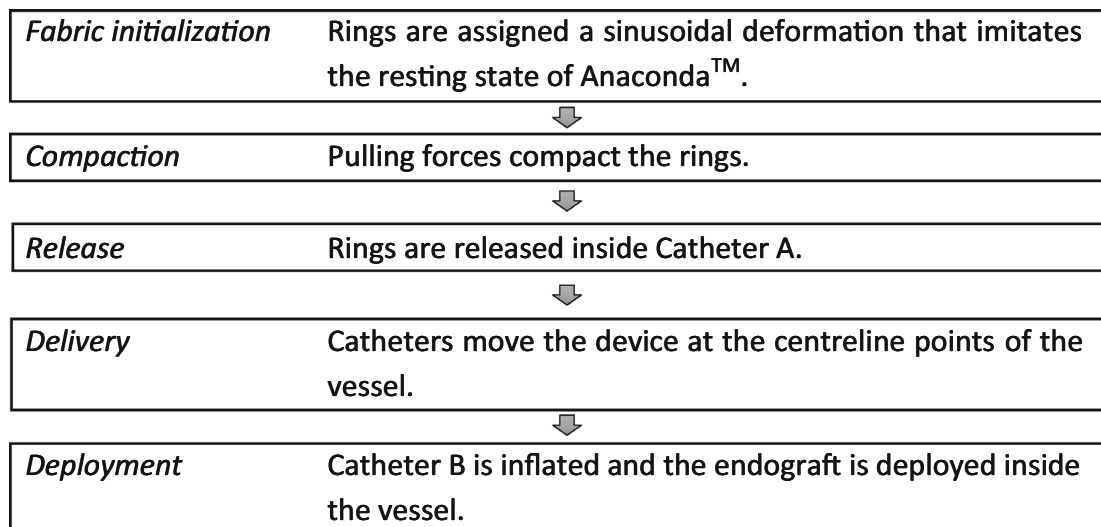 Fabric initialization Rings are assigned a sinusoidal deformation that imitates
the resting state of Anaconda™.
Compaction Pulling forces compact the rings.
Release Rings are released inside Catheter A.
Delivery Catheters move the device at the centreline points of the
vessel.
Deployment Catheter B is inflated and the endograft is deployed inside
the vessel.